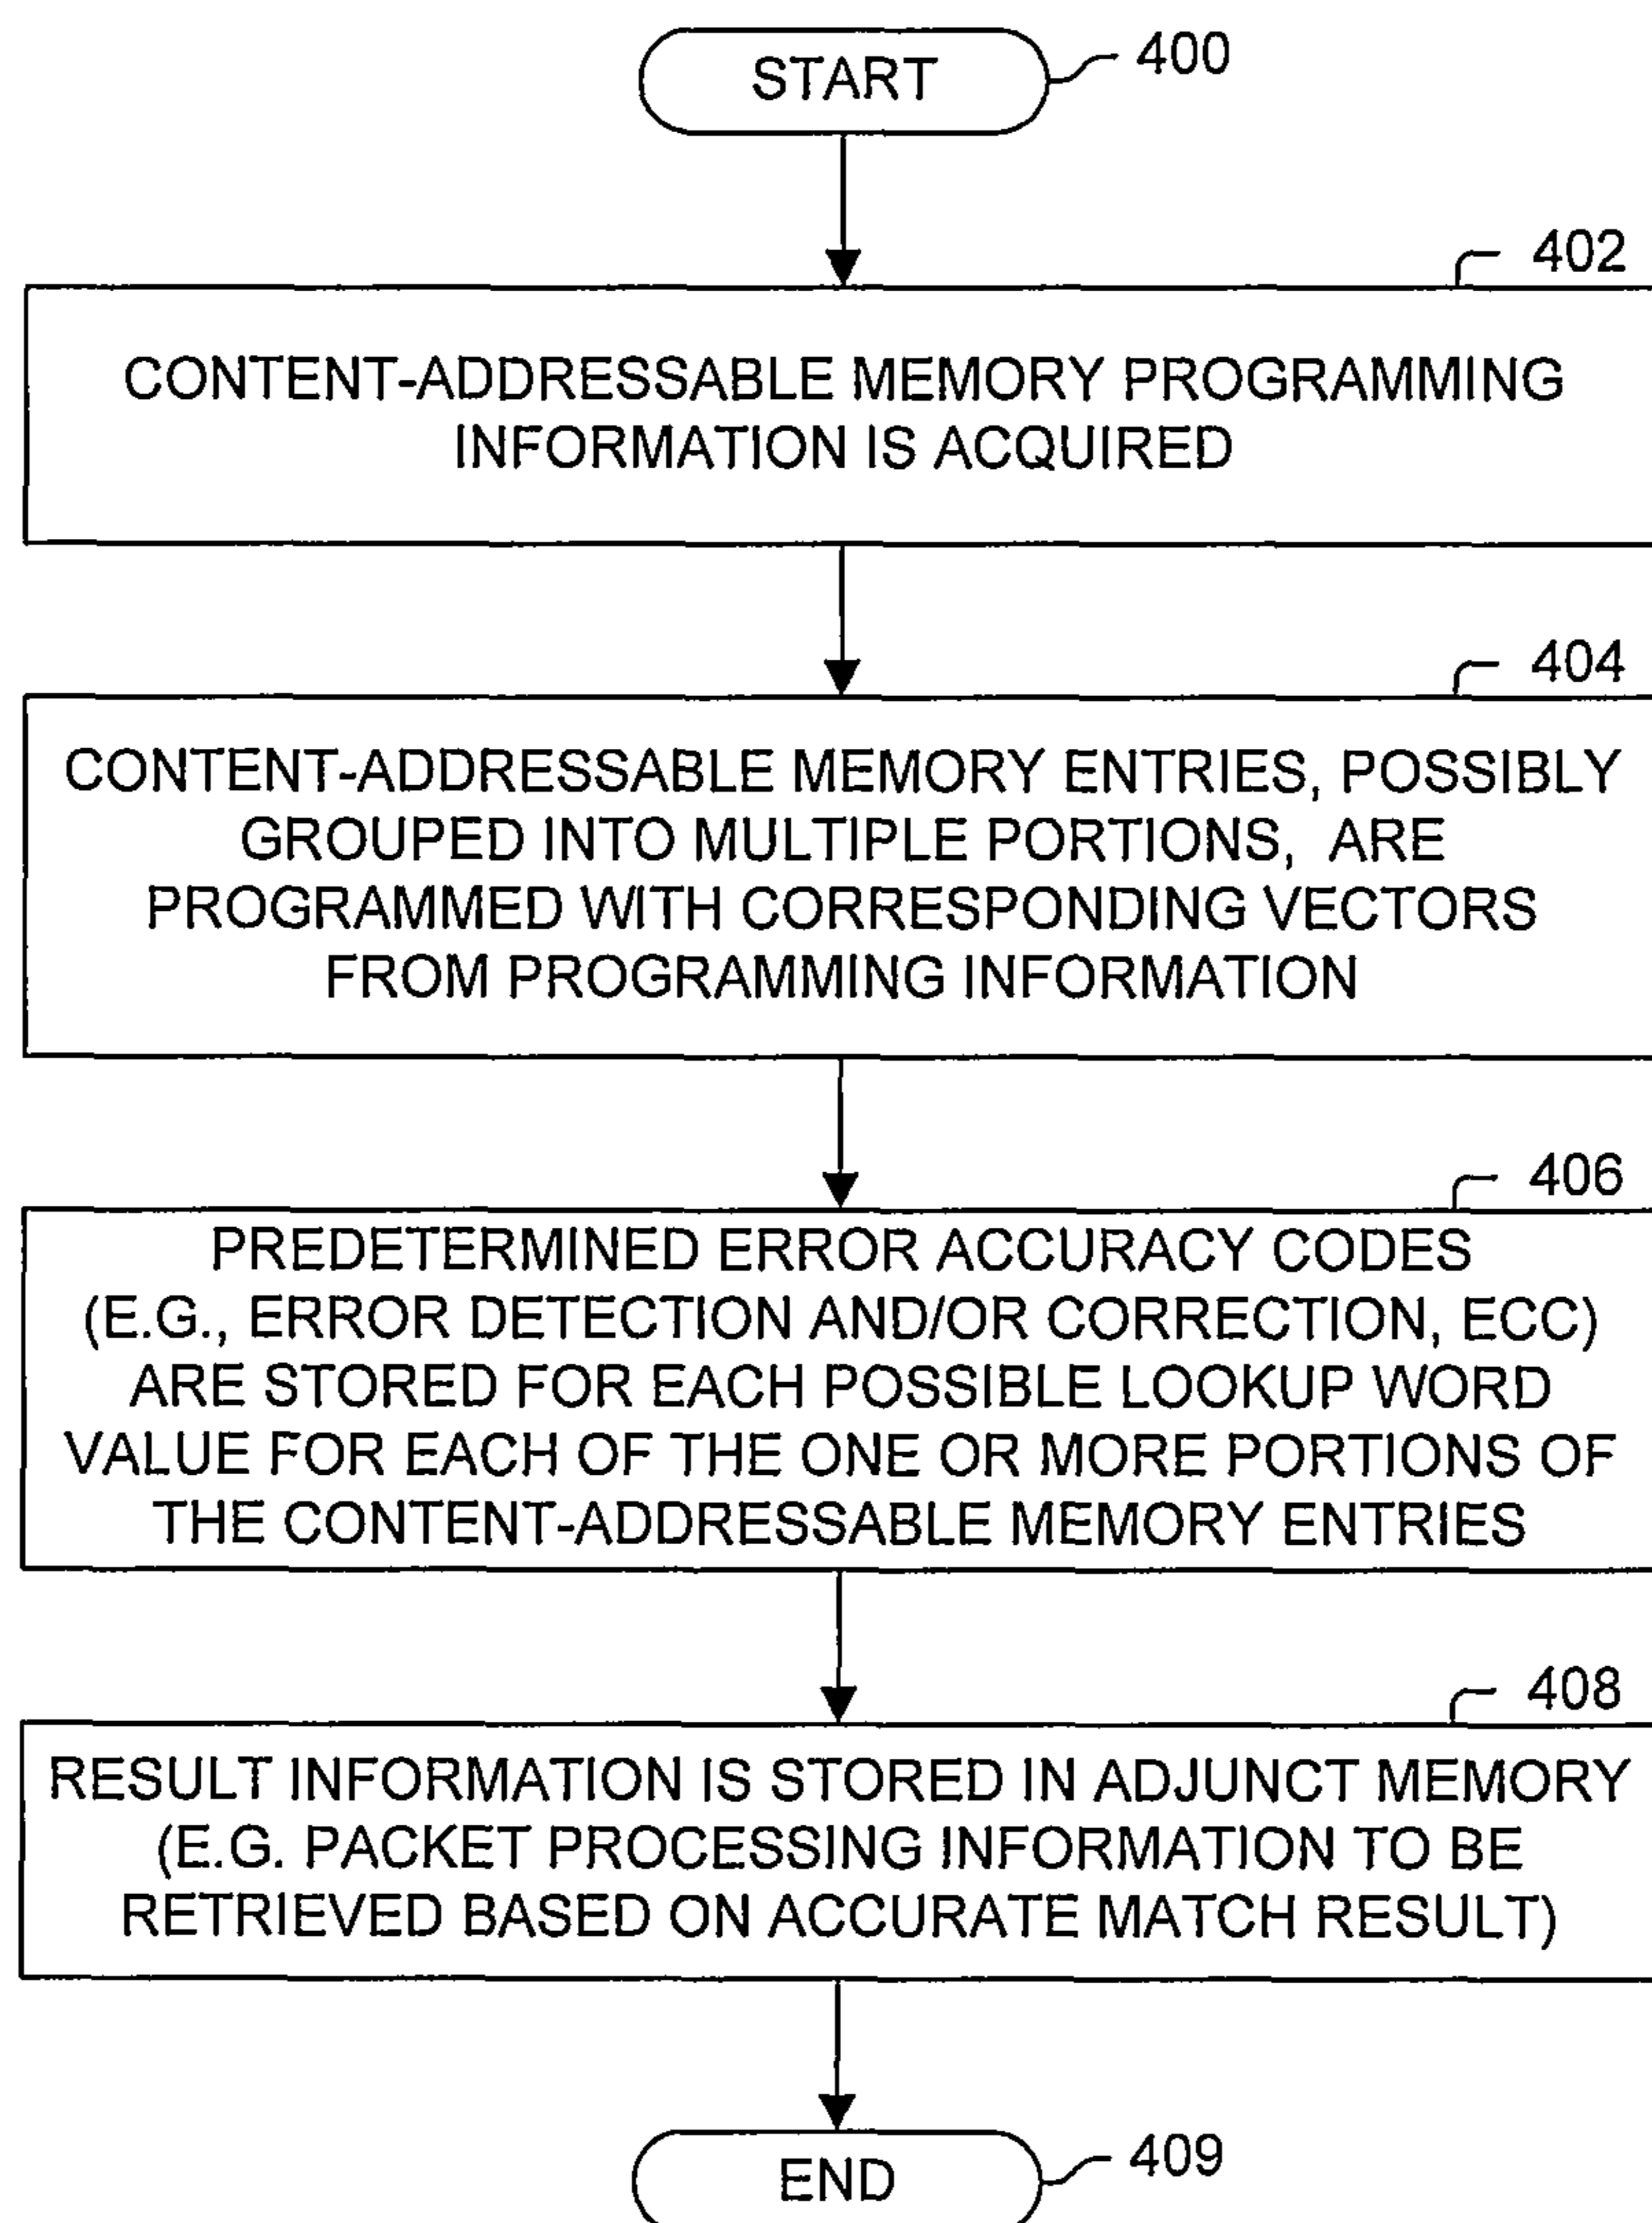 START
400
402
CONTENT-ADDRESSABLE MEMORY PROGRAMMING
INFORMATION IS ACQUIRED
404
CONTENT-ADDRESSABLE MEMORY ENTRIES, POSSIBLY
GROUPED INTO MULTIPLE PORTIONS, ARE
PROGRAMMED WITH CORRESPONDING VECTORS
FROM PROGRAMMING INFORMATION
406
PREDETERMINED ERROR ACCURACY CODES
(E.G., ERROR DETECTION AND/OR CORRECTION, ECC)
ARE STORED FOR EACH POSSIBLE LOOKUP WORD
VALUE FOR EACH OF THE ONE OR MORE PORTIONS OF
THE CONTENT-ADDRESSABLE MEMORY ENTRIES
408
RESULT INFORMATION IS STORED IN ADJUNCT MEMORY
(E.G. PACKET PROCESSING INFORMATION TO BE
RETRIEVED BASED ON ACCURATE MATCH RESULT)
END
409